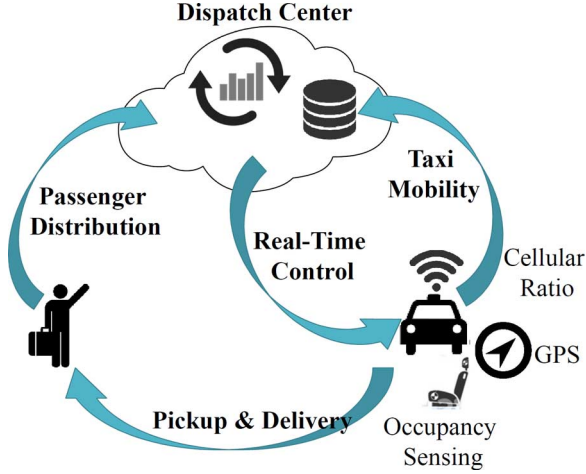 Dispatch Center
Taxi
Mobility
Passenger
Distribution
Real-Time
Control
Cellular
Ratio
GPS
Pickup & Delivery
Occupancy
Sensing